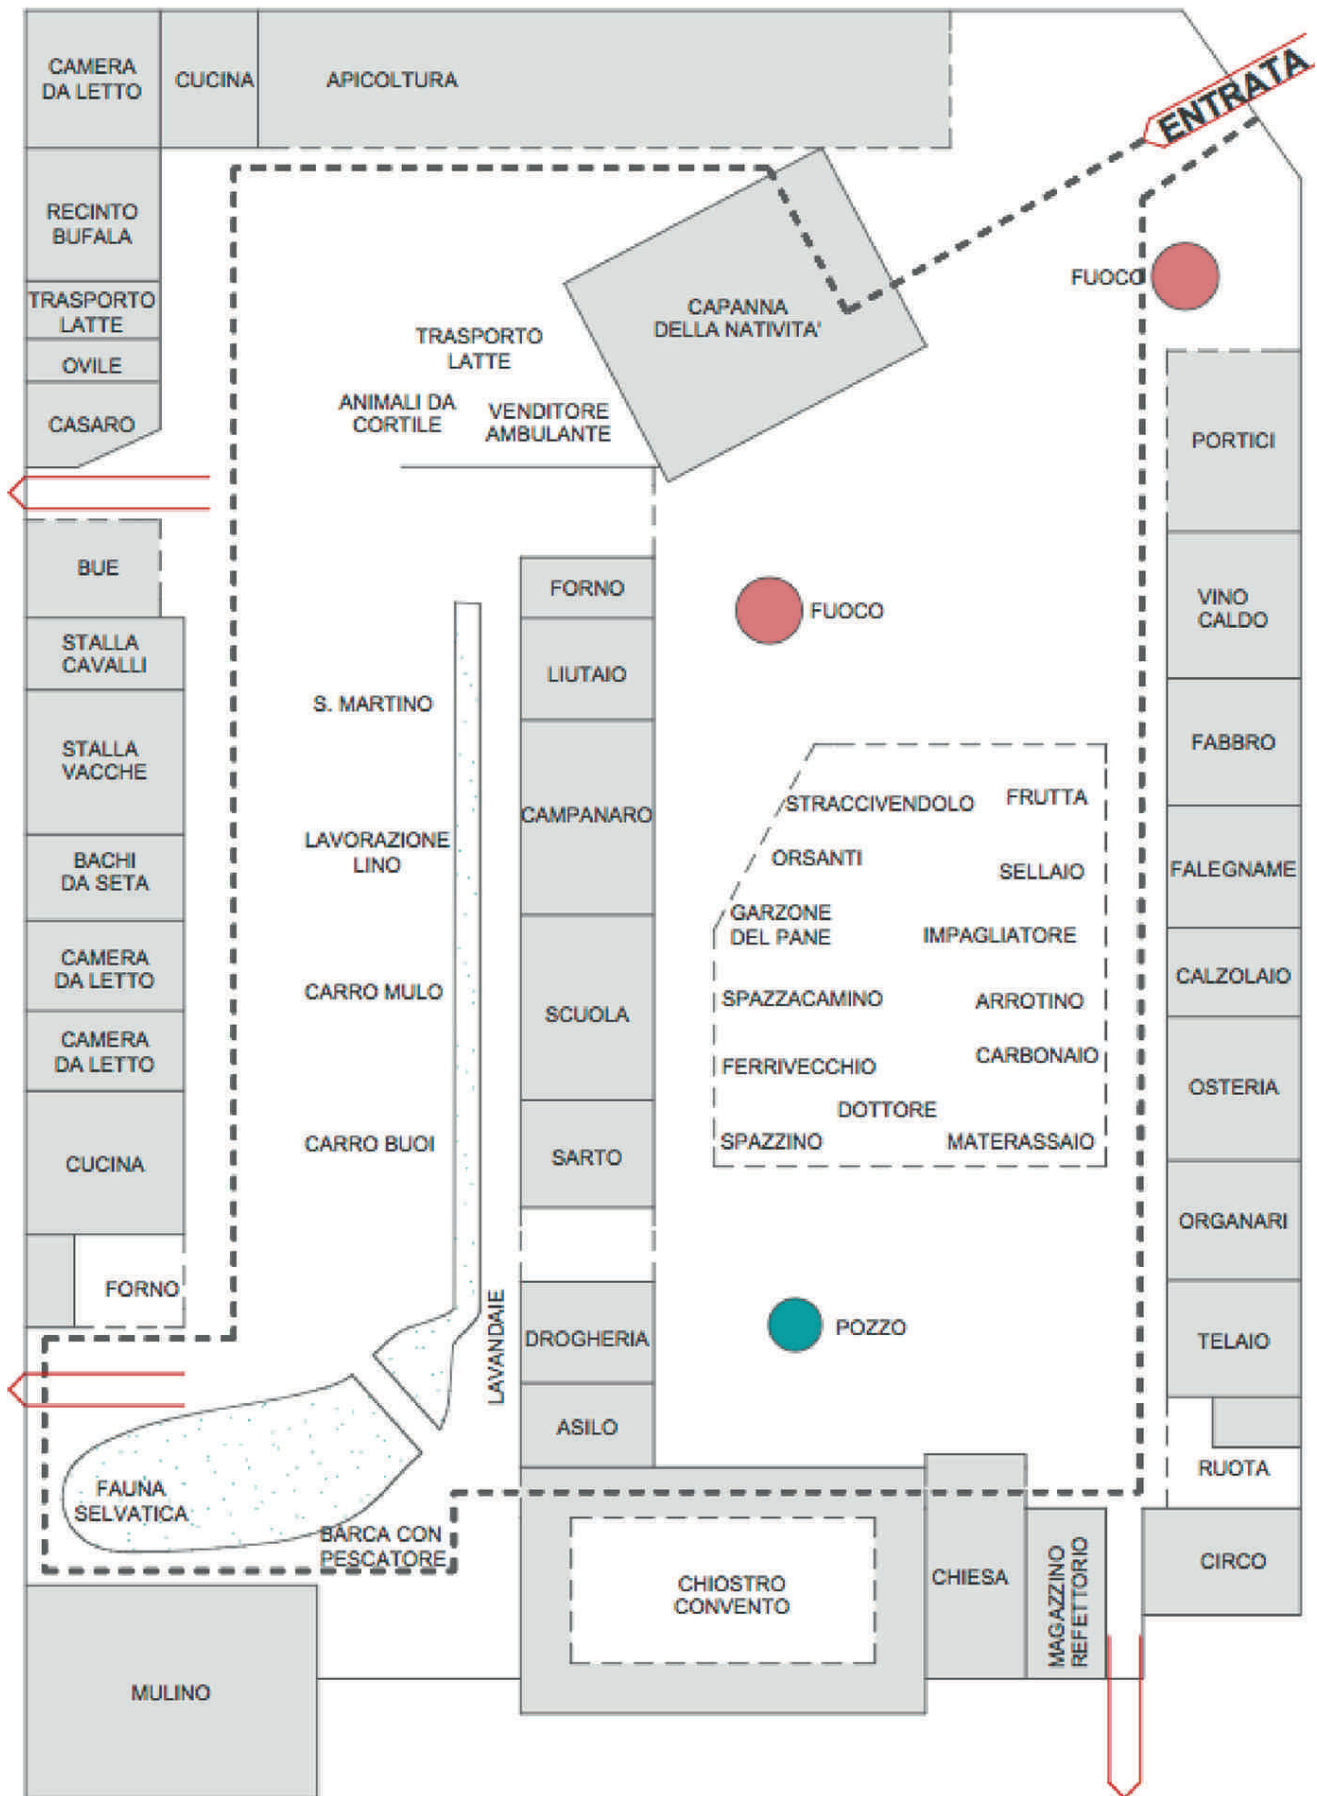 CAMERA
DA LETTO
CUCINA
APICOLTURA
ENTRATA
RECINTO
BUFALA
TRASPORTO
LATTE
OVILE
CASARO
TRASPORTO
LATTE
ANIMALI DA
CORTILE
VENDITORE
AMBULANTE
CAPANNA
DELLA NATIVITA'
FUOCO
PORTICI
BUE
STALLA
CAVALLI
STALLA
VACCHE
BACHI
DA SETA
CAMERA
DA LETTO
CAMERA
DA LETTO
CUCINA
FORNO
S. MARTINO
LAVORAZIONE
LINO
CARRO MULO
CARRO BUOI
FORNO
LIUTAIO
CAMPANARO
SCUOLA
SARTO
LAVANDAIE
DROGHERIA
ASILO
FUOCO
STRACCIVENDOLO
FRUTTA
ORSANTI
SELLAIO
GARZONE
DEL PANE
IMPAGLIATORE
SPAZZACAMINO
ARROTINO
FERRIVECCHIO
CARBONAIO
DOTTORE
SPAZZINO
MATERASSAIO
POZZO
VINO
CALDO
FABBRO
FALEGNAME
CALZOLAIO
OSTERIA
ORGANARI
TELAIO
RUOTA
CIRCO
FAUNA
SELVATICA
BARCA CON
PESCATORE
MULINO
CHIOSTRO
CONVENTO
CHIESA
MAGAZZINO
REFETTORIO